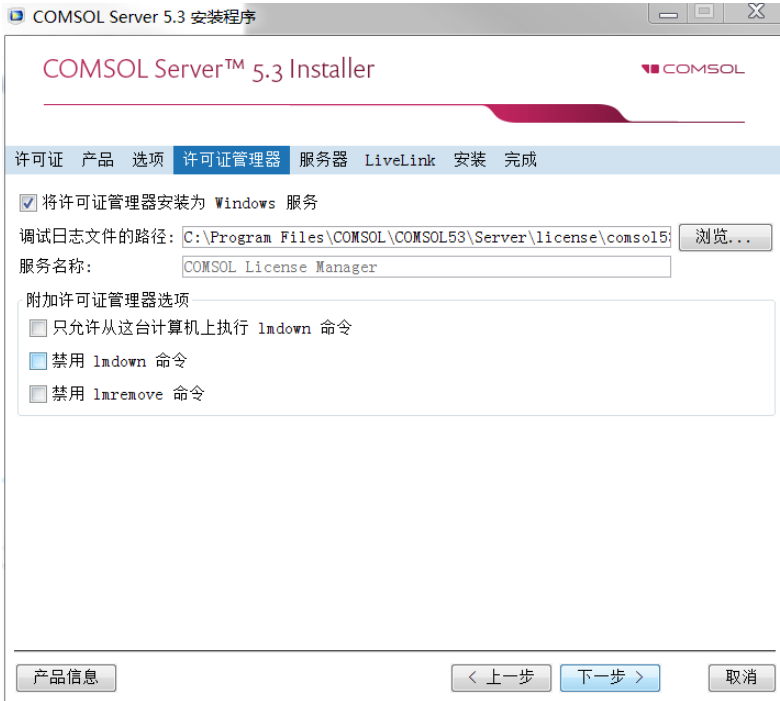 COMSOL Server 5.3 安装程序
COMSOL Server™ 5.3 Installer
COMSOL
许可证 产品 选项 许可证管理器 服务器 LiveLink 安装 完成
将许可证管理器安装为 Windows 服务
调试日志文件的路径: C:\Program Files\COMSOL\COMSOL53\Server\license\comsol5 浏览...
服务名称: COMSOL License Manager
附加许可证管理器选项
只允许从这台计算机上执行 lmdown 命令
禁用 lmdown 命令
禁用 lmremove 命令
产品信息 < 上一步 下一步 > 取消